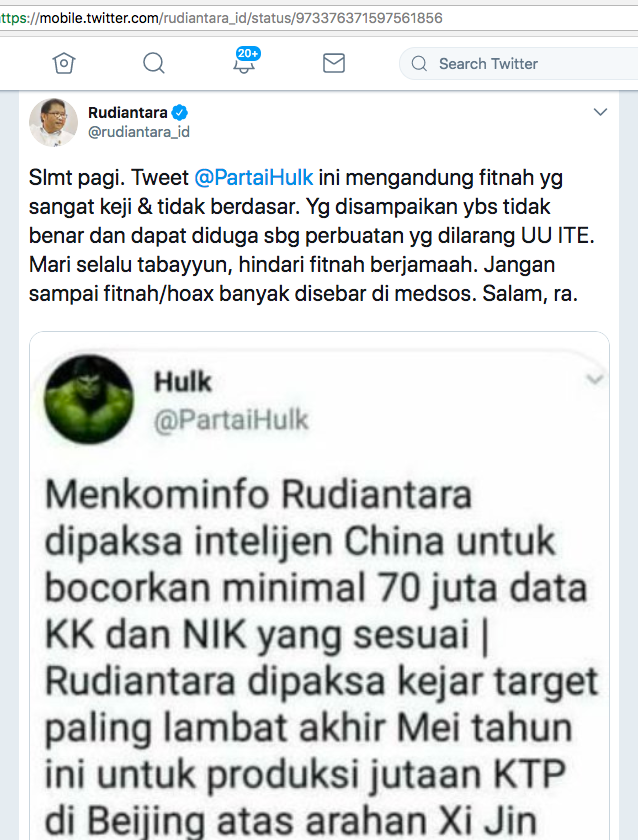 ttps://mobile.twitter.com/rudiantara_id/status/973376371597561856
20+
Search Twitter
Rudiantara
@rudiantara_id
Slmt pagi. Tweet @PartaiHulk ini mengandung fitnah yg
sangat keji & tidak berdasar. Yg disampaikan ybs tidak
benar dan dapat diduga sbg perbuatan yg dilarang UU ITE.
Mari selalu tabayyun, hindari fitnah berjamaah. Jangan
sampai fitnah/hoax banyak disebar di medsos. Salam, ra.
Hulk
@PartaiHulk
Menkominfo Rudiantara
dipaksa intelijen China untuk
bocorkan minimal 70 juta data
KK dan NIK yang sesuai |
Rudiantara dipaksa kejar target
paling lambat akhir Mei tahun
ini untuk produksi jutaan KTP
di Beijing atas arahan Xi Jin